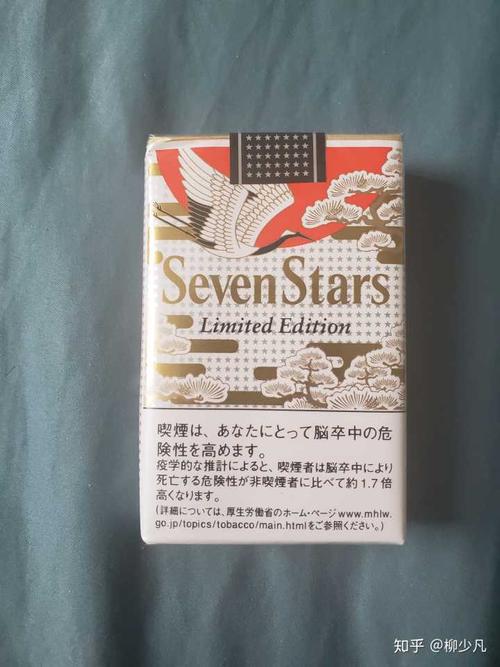 Seven Stars
Limited Edition
喫煙は、あなたにとって脳卒中の危
険性を高めます。
疫学的な推計によると、喫煙者は脳卒中により
死亡する危険性が非喫煙者に比べて約1.7倍
高くなります。
(詳細については、厚生労働省のホーム・ページ www.mhlw.
go.jp/topics/tobacco/main.htmlをご参照ください。)
知乎 @柳少凡